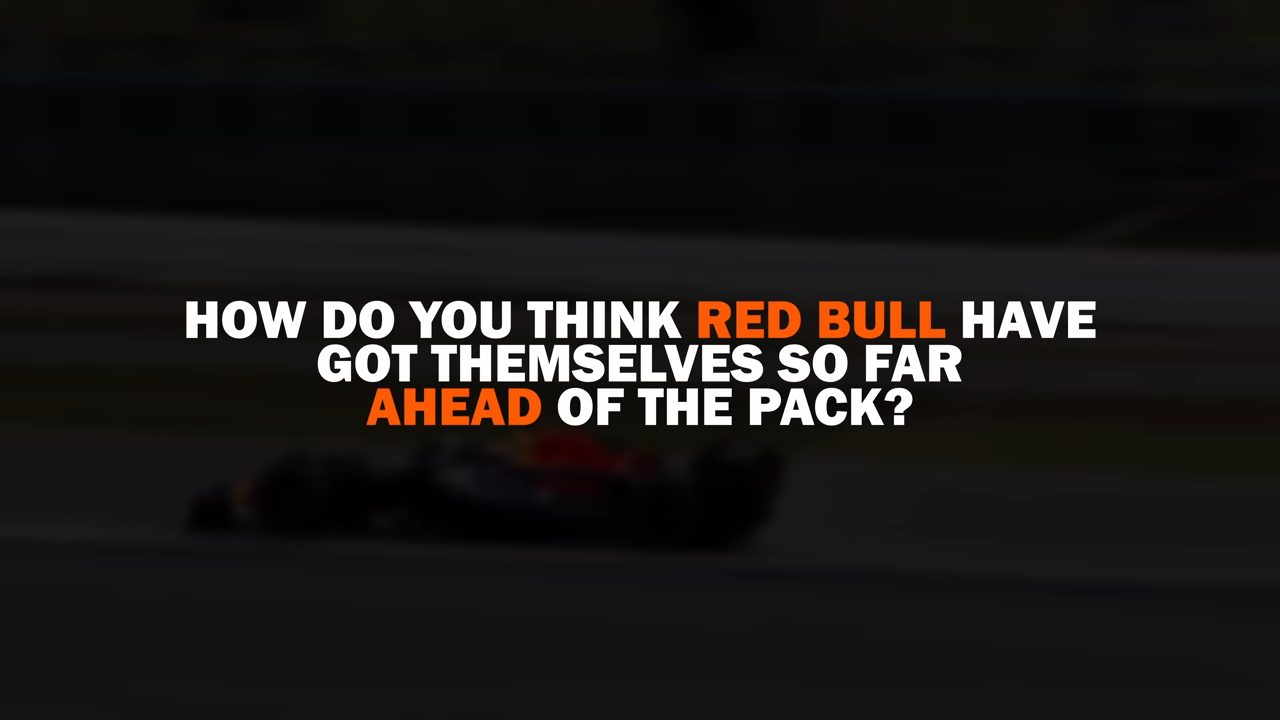 HOW DO YOU THINK RED BULL HAVE
GOT THEMSELVES SO FAR
AHEAD OF THE PACK?